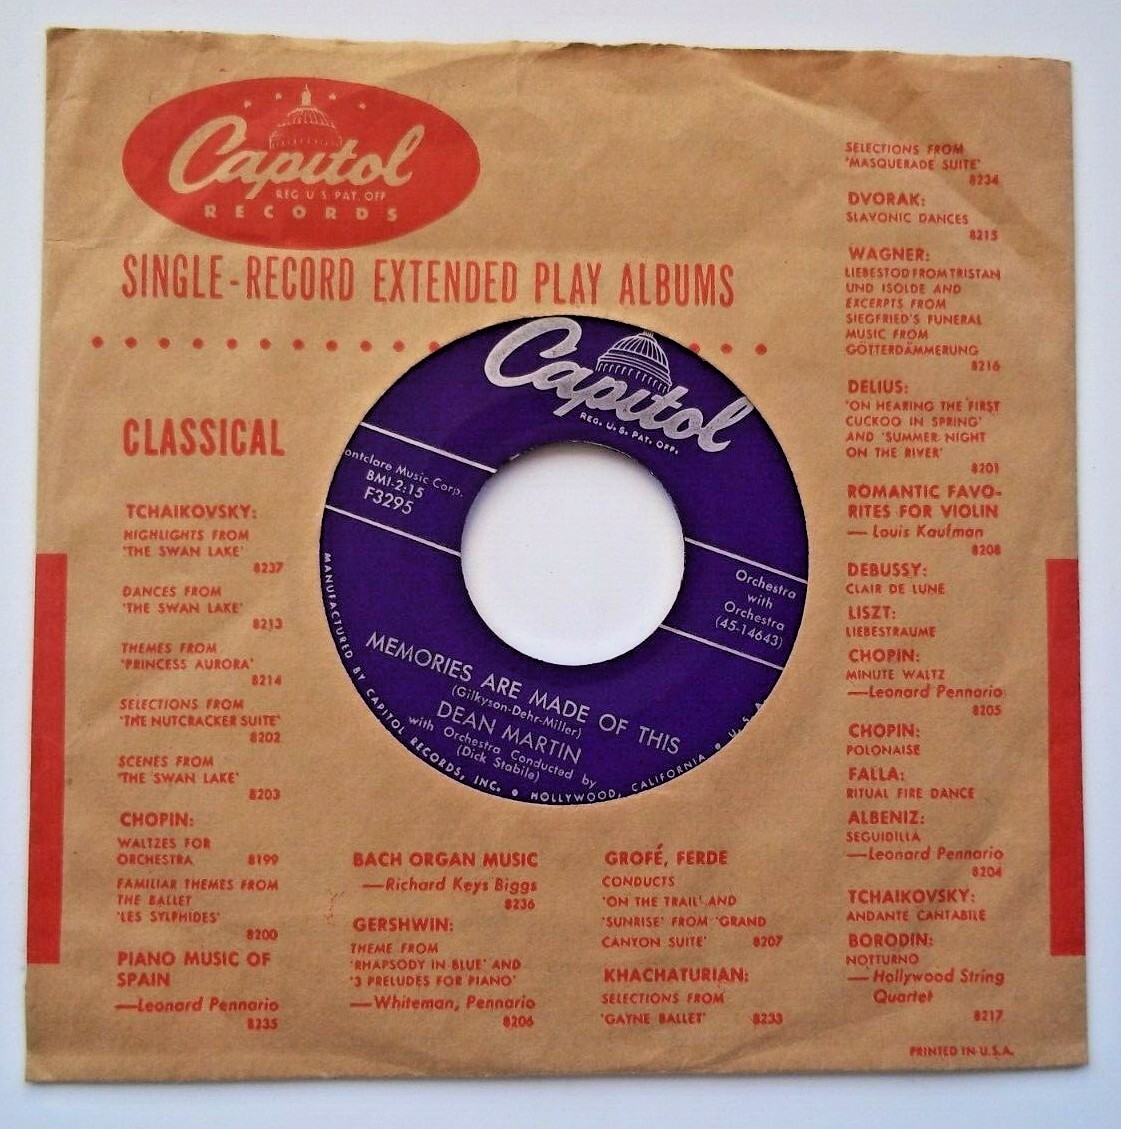 Capitol
REG. U.S. PAT. OFF
RECORDS
SINGLE-RECORD EXTENDED PLAY ALBUMS
CLASSICAL
TCHAIKOVSKY:
HIGHLIGHTS FROM
'THE SWAN LAKE'
8237
DANCES FROM
'THE SWAN LAKE'
8213
THEMES FROM
'PRINCESS AURORA'
8214
SELECTIONS FROM
'THE NUTCRACKER SUITE'
8202
SCENES FROM
'THE SWAN LAKE'
8203
CHOPIN:
WALTZES FOR
ORCHESTRA 8199
FAMILIAR THEMES FROM
THE BALLET
'LES SYLPHIDES'
8200
PIANO MUSIC OF
SPAIN
—Leonard Pennario
8235
Capitol
REG. U.S. PAT. OFF.
ontclare Music Corp.
BMI-2:15
F3295
Orchestra
with
Orchestra
(45-14643)
MEMORIES ARE MADE OF THIS
(Gilkyson-Dehr-Miller)
DEAN MARTIN
with Orchestra Conducted by
(Dick Stabile)
MANUFACTURED BY CAPITOL RECORDS, INC. • HOLLYWOOD, CALIFORNIA • U.S.A.
BACH ORGAN MUSIC
—Richard Keys Biggs
8236
GERSHWIN:
THEME FROM
'RHAPSODY IN BLUE' AND
'3 PRELUDES FOR PIANO'
—Whiteman, Pennario
8206
GROFÉ, FERDE
CONDUCTS
'ON THE TRAIL' AND
'SUNRISE' FROM 'GRAND
CANYON SUITE' 8207
KHACHATURIAN:
SELECTIONS FROM
'GAYNE BALLET' 8233
SELECTIONS FROM
'MASQUERADE SUITE'
8234
DVORAK:
SLAVONIC DANCES
8215
WAGNER:
LIEBESTOD FROM TRISTAN
UND ISOLDE AND
EXCERPTS FROM
SIEGFRIED'S FUNERAL
MUSIC FROM
GÖTTERDÄMMERUNG
8216
DELIUS:
'ON HEARING THE FIRST
CUCKOO IN SPRING'
AND 'SUMMER NIGHT
ON THE RIVER'
8201
ROMANTIC FAVO-
RITES FOR VIOLIN
— Louis Kaufman
8208
DEBUSSY:
CLAIR DE LUNE
LISZT:
LIEBESTRAUME
CHOPIN:
MINUTE WALTZ
—Leonard Pennario
8205
CHOPIN:
POLONAISE
FALLA:
RITUAL FIRE DANCE
ALBENIZ:
SEGUIDILLA
—Leonard Pennario
8204
TCHAIKOVSKY:
ANDANTE CANTABILE
BORODIN:
NOTTURNO
— Hollywood String
Quartet
8217
PRINTED IN U.S.A.